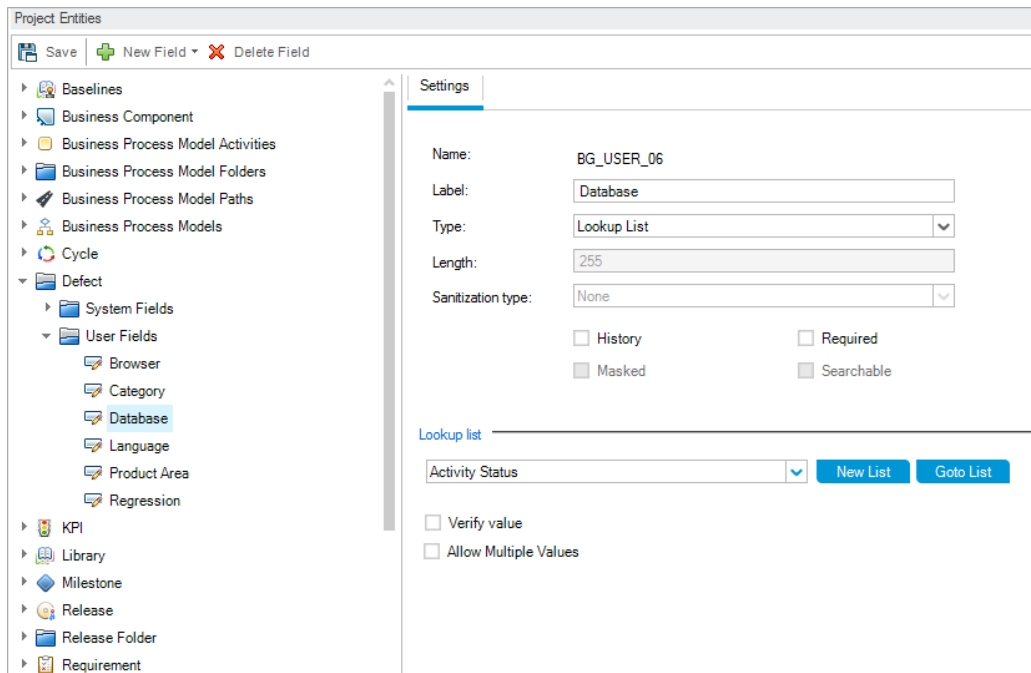 Project Entities
Save New Field Delete Field
Baselines
Business Component
Business Process Model Activities
Business Process Model Folders
Business Process Model Paths
Business Process Models
Cycle
Defect
System Fields
User Fields
Browser
Category
Database
Language
Product Area
Regression
KPI
Library
Milestone
Release
Release Folder
Requirement
Settings
Name: BG_USER_06
Label: Database
Type: Lookup List
Length: 255
Sanitization type: None
History Required
Masked Searchable
Lookup list
Activity Status New List Goto List
Verify value
Allow Multiple Values